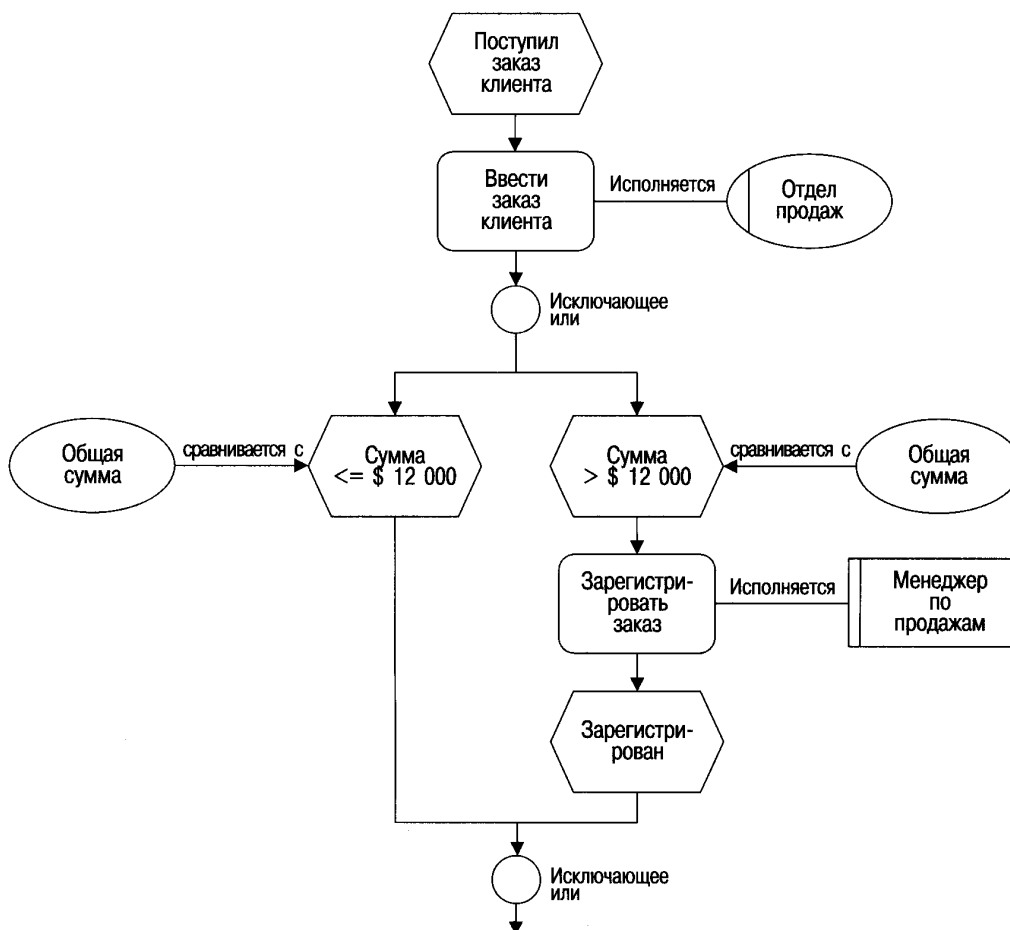 Поступил
заказ
клиента
Ввести
заказ
клиента
Исполняется
Отдел
продаж
Исключающее
или
Общая
сумма
сравнивается с
Сумма
<= $ 12 000
Сумма
> $ 12 000
сравнивается с
Общая
сумма
Зарегистри-
ровать
заказ
Исполняется
Менеджер
по
продажам
Зарегистри-
рован
Исключающее
или